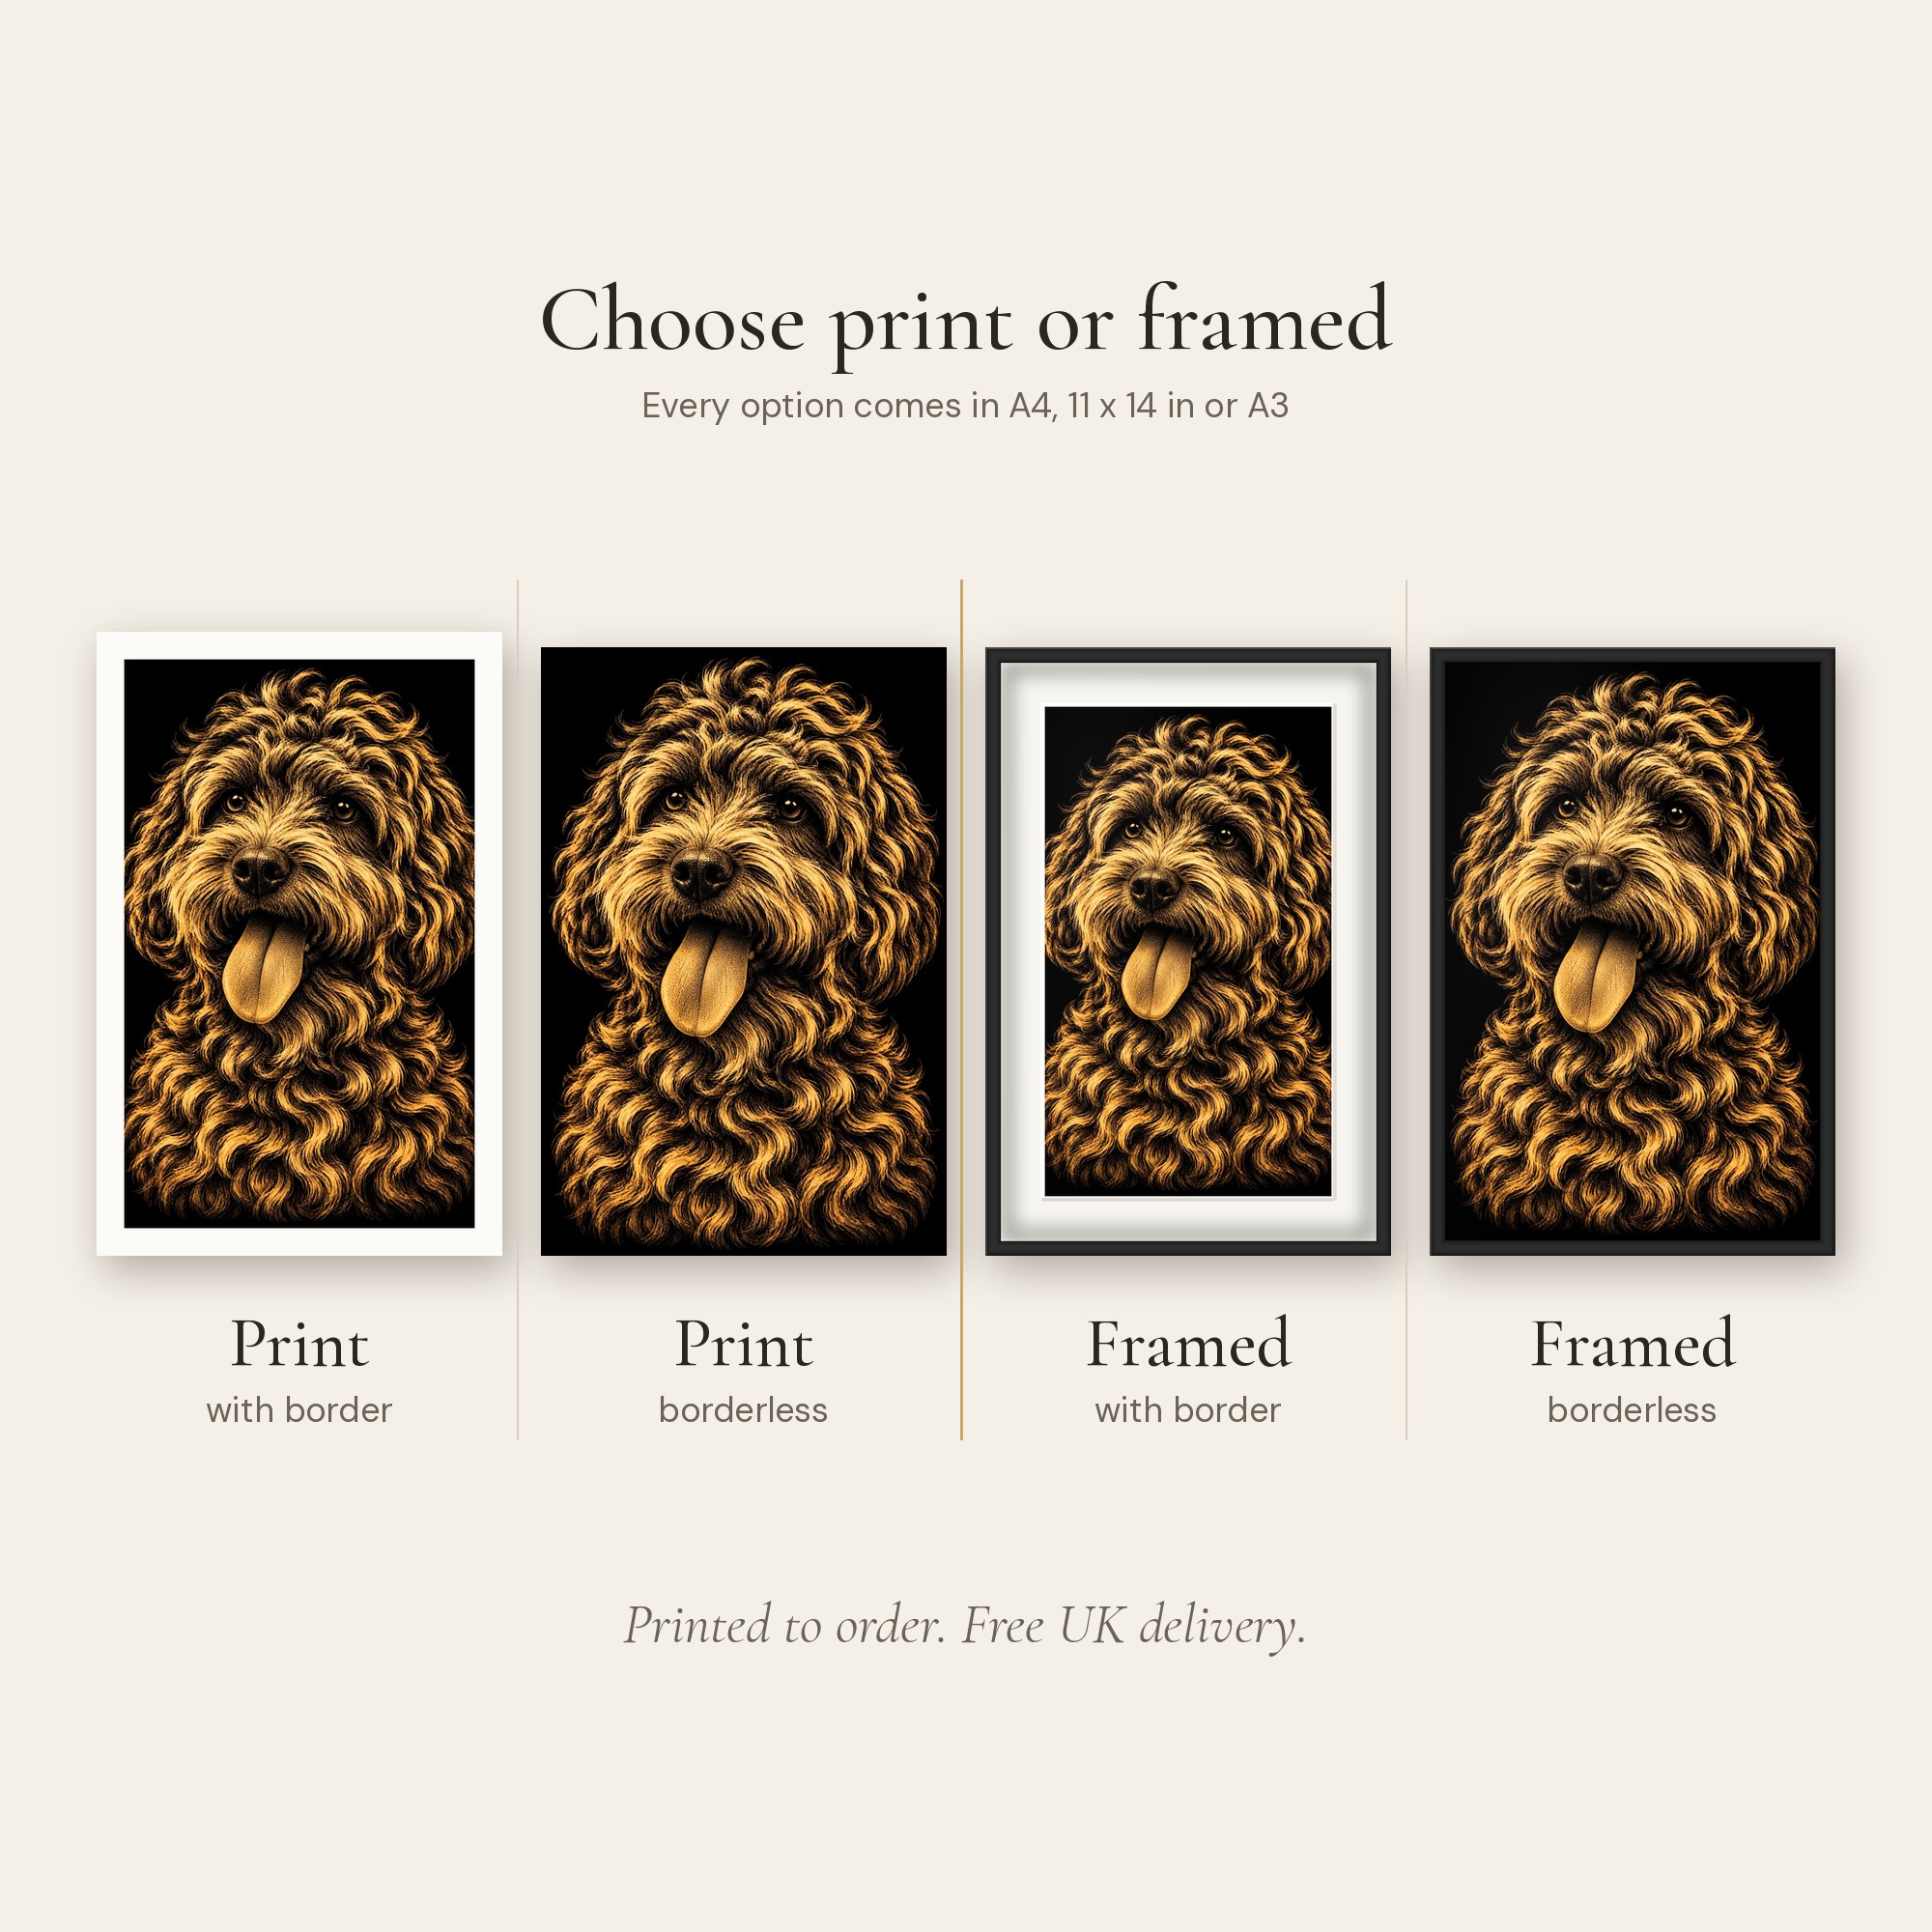 Choose print or framed
Every option comes in A4, 11 x 14 in or A3
Print
with border
Print
borderless
Framed
with border
Framed
borderless
Printed to order. Free UK delivery.